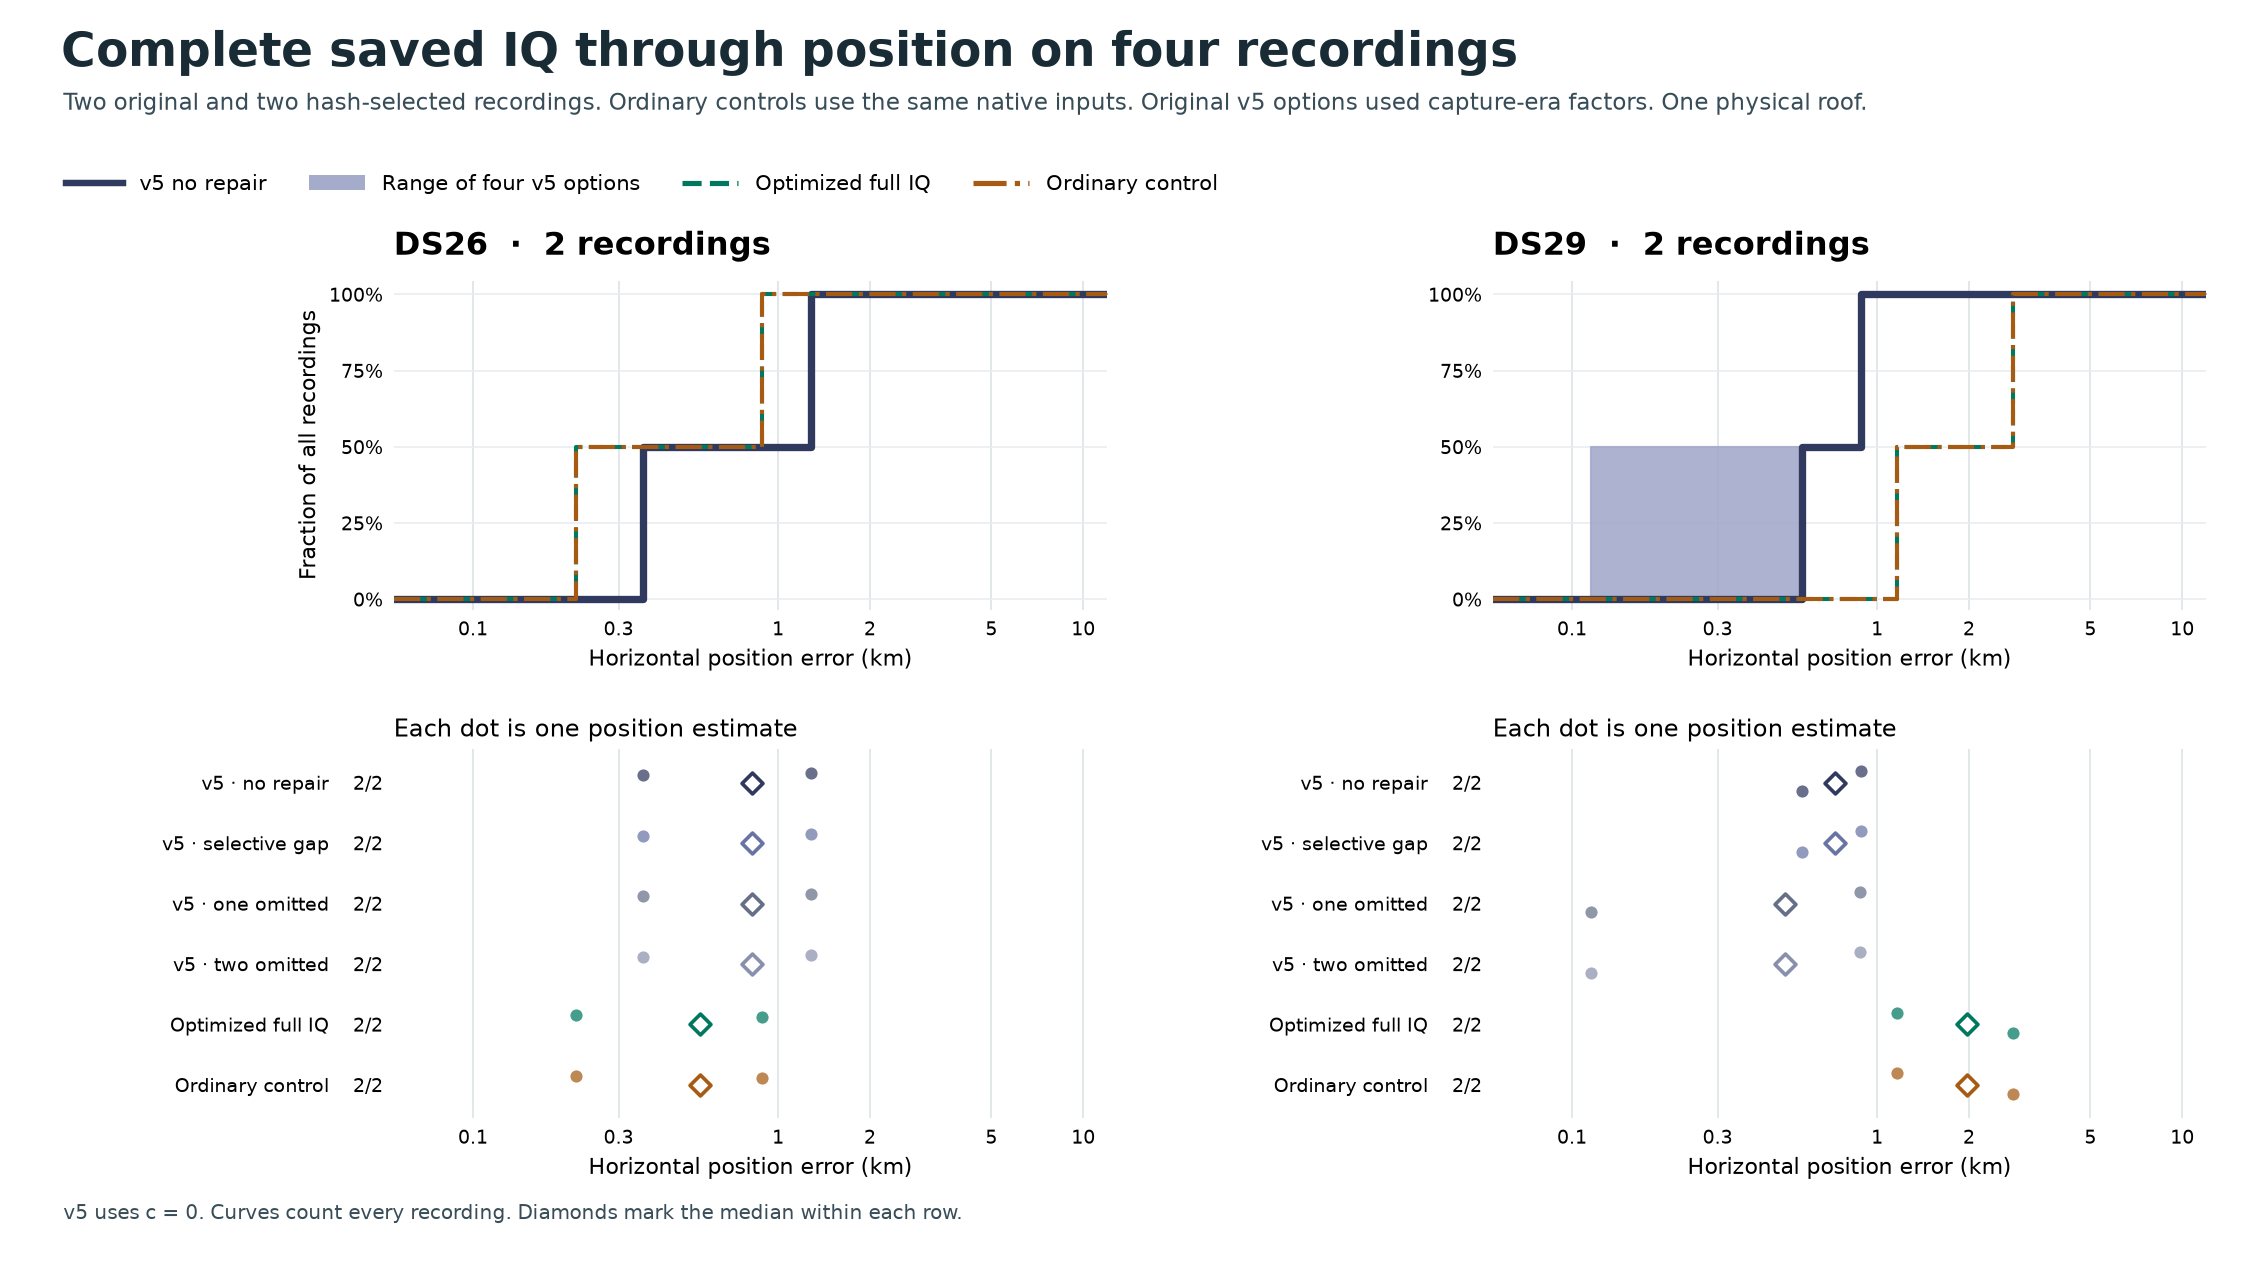 Complete saved IQ through position on four recordings
Two original and two hash-selected recordings. Ordinary controls use the same native inputs. Original v5 options used capture-era factors. One physical roof.
v5 no repair
Range of four v5 options
Optimized full IQ
Ordinary control
DS26 · 2 recordings
Fraction of all recordings
100%
75%
50%
25%
0%
0.1 0.3 1 2 5 10
Horizontal position error (km)
DS29 · 2 recordings
100%
75%
50%
25%
0%
0.1 0.3 1 2 5 10
Horizontal position error (km)
Each dot is one position estimate
v5 · no repair 2/2
v5 · selective gap 2/2
v5 · one omitted 2/2
v5 · two omitted 2/2
Optimized full IQ 2/2
Ordinary control 2/2
0.1 0.3 1 2 5 10
Horizontal position error (km)
Each dot is one position estimate
v5 · no repair 2/2
v5 · selective gap 2/2
v5 · one omitted 2/2
v5 · two omitted 2/2
Optimized full IQ 2/2
Ordinary control 2/2
0.1 0.3 1 2 5 10
Horizontal position error (km)
v5 uses c = 0. Curves count every recording. Diamonds mark the median within each row.